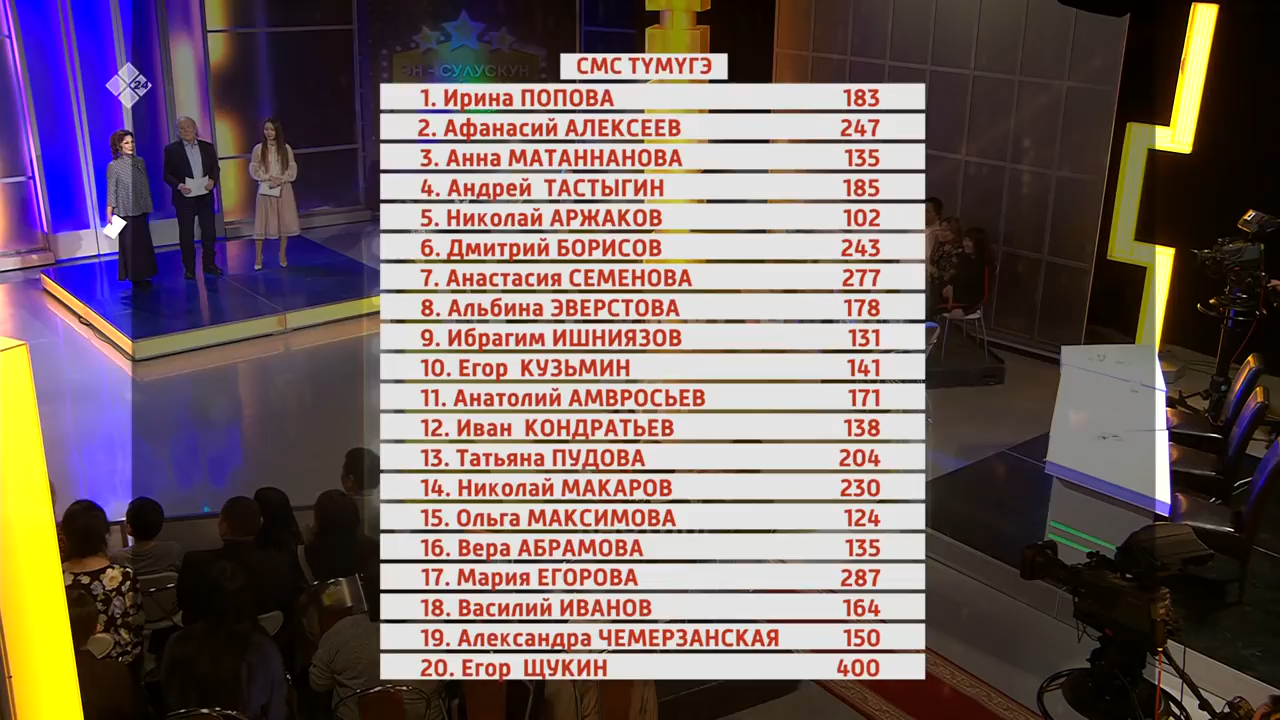 24
ЭН - СУЛУСКУН
СМС ТҮМҮГЭ
1. Ирина ПОПОВА 183
2. Афанасий АЛЕКСЕЕВ 247
3. Анна МАТАННАНОВА 135
4. Андрей ТАСТЫГИН 185
5. Николай АРЖАКОВ 102
6. Дмитрий БОРИСОВ 243
7. Анастасия СЕМЕНОВА 277
8. Альбина ЭВЕРСТОВА 178
9. Ибрагим ИШНИЯЗОВ 131
10. Егор КУЗЬМИН 141
11. Анатолий АМВРОСЬЕВ 171
12. Иван КОНДРАТЬЕВ 138
13. Татьяна ПУДОВА 204
14. Николай МАКАРОВ 230
15. Ольга МАКСИМОВА 124
16. Вера АБРАМОВА 135
17. Мария ЕГОРОВА 287
18. Василий ИВАНОВ 164
19. Александра ЧЕМЕРЗАНСКАЯ 150
20. Егор ЩУКИН 400